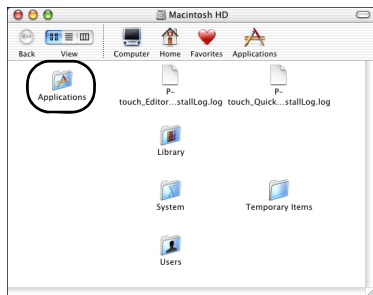 Macintosh HD
Back View Computer Home Favorites Applications
Applications
P-
touch_Editor...stallLog.log
P-
touch_Quick...stallLog.log
Library
System
Temporary Items
Users